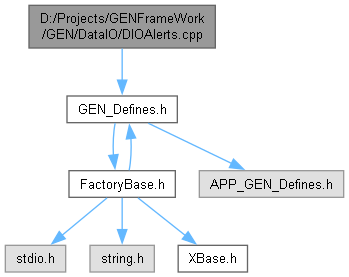 D:/Projects/GENFrameWork
/GEN/DataIO/DIOAlerts.cpp
GEN_Defines.h
FactoryBase.h
APP_GEN_Defines.h
stdio.h
string.h
XBase.h